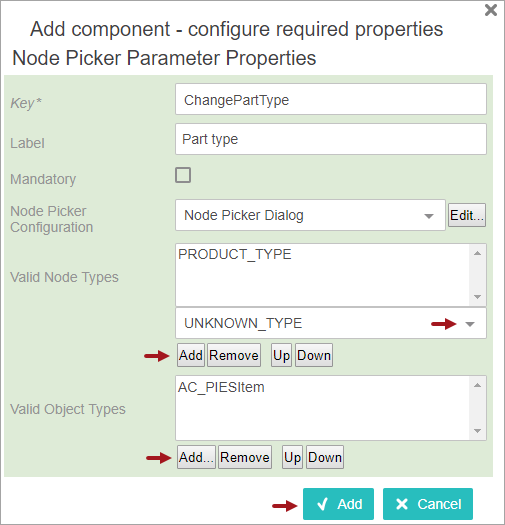 Add component - configure required properties
Node Picker Parameter Properties
Key* ChangePartType
Label Part type
Mandatory
Node Picker Configuration Node Picker Dialog Edit...
Valid Node Types PRODUCT_TYPE
UNKNOWN_TYPE
Add Remove Up Down
Valid Object Types AC_PIESItem
Add... Remove Up Down
Add Cancel